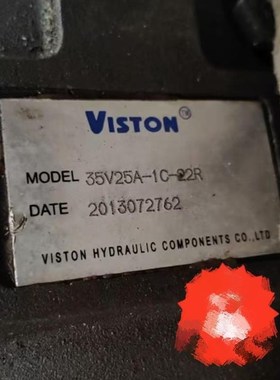 VISTON
MODEL 35V25A-1C-22R
DATE 2013072762
VISTON HYDRAULIC COMPONENTS CO.,LTD